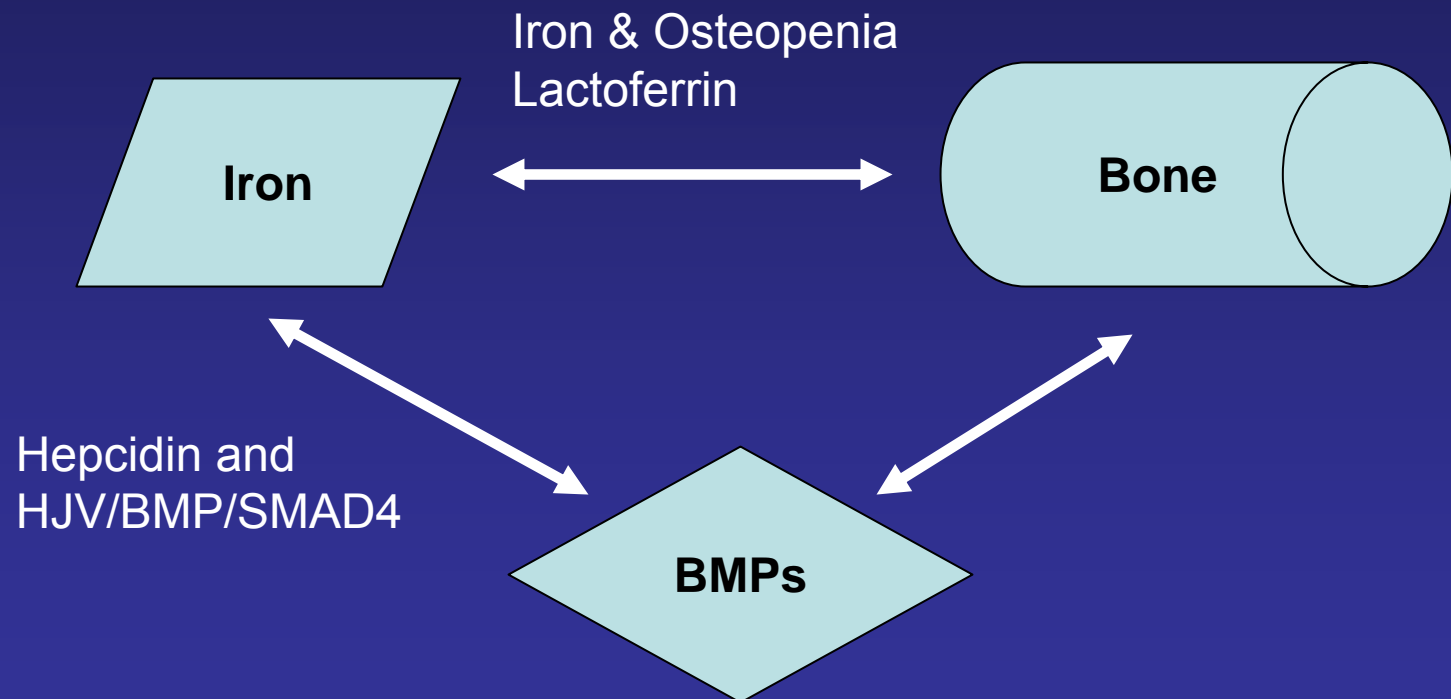 Iron & Osteopenia
Lactoferrin
Iron
Bone
Hepcidin and
HJV/BMP/SMAD4
BMPs